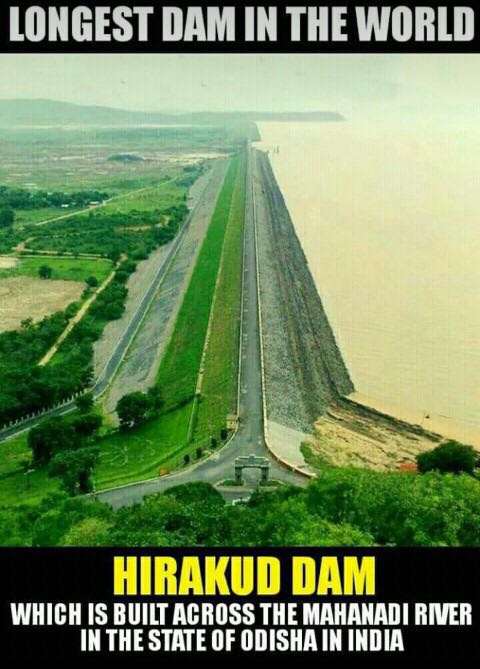 LONGEST DAM IN THE WORLD
HIRAKUD DAM
WHICH IS BUILT ACROSS THE MAHANADI RIVER
IN THE STATE OF ODISHA IN INDIA